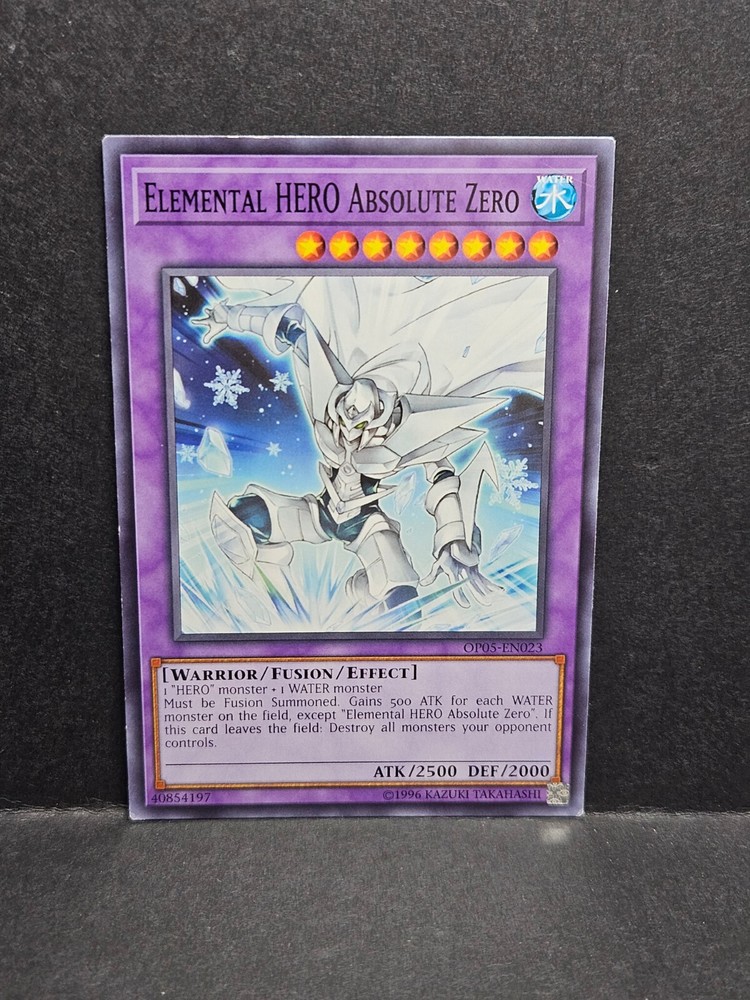 ELEMENTAL HERO ABSOLUTE ZERO
WATER
水
OP05-EN023
[WARRIOR/FUSION/EFFECT]
1 "HERO" monster + 1 WATER monster
Must be Fusion Summoned. Gains 500 ATK for each WATER
monster on the field, except "Elemental HERO Absolute Zero". If
this card leaves the field: Destroy all monsters your opponent
controls.
ATK/2500 DEF/2000
40854197
©1996 KAZUKI TAKAHASHI